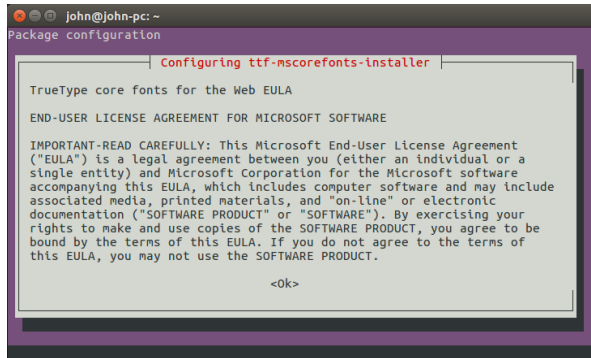 john@john-pc: ~
Package configuration
Configuring ttf-mscorefonts-installer
TrueType core fonts for the Web EULA
END-USER LICENSE AGREEMENT FOR MICROSOFT SOFTWARE
IMPORTANT-READ CAREFULLY: This Microsoft End-User License Agreement
("EULA") is a legal agreement between you (either an individual or a
single entity) and Microsoft Corporation for the Microsoft software
accompanying this EULA, which includes computer software and may include
associated media, printed materials, and "on-line" or electronic
documentation ("SOFTWARE PRODUCT" or "SOFTWARE"). By exercising your
rights to make and use copies of the SOFTWARE PRODUCT, you agree to be
bound by the terms of this EULA. If you do not agree to the terms of
this EULA, you may not use the SOFTWARE PRODUCT.
<Ok>